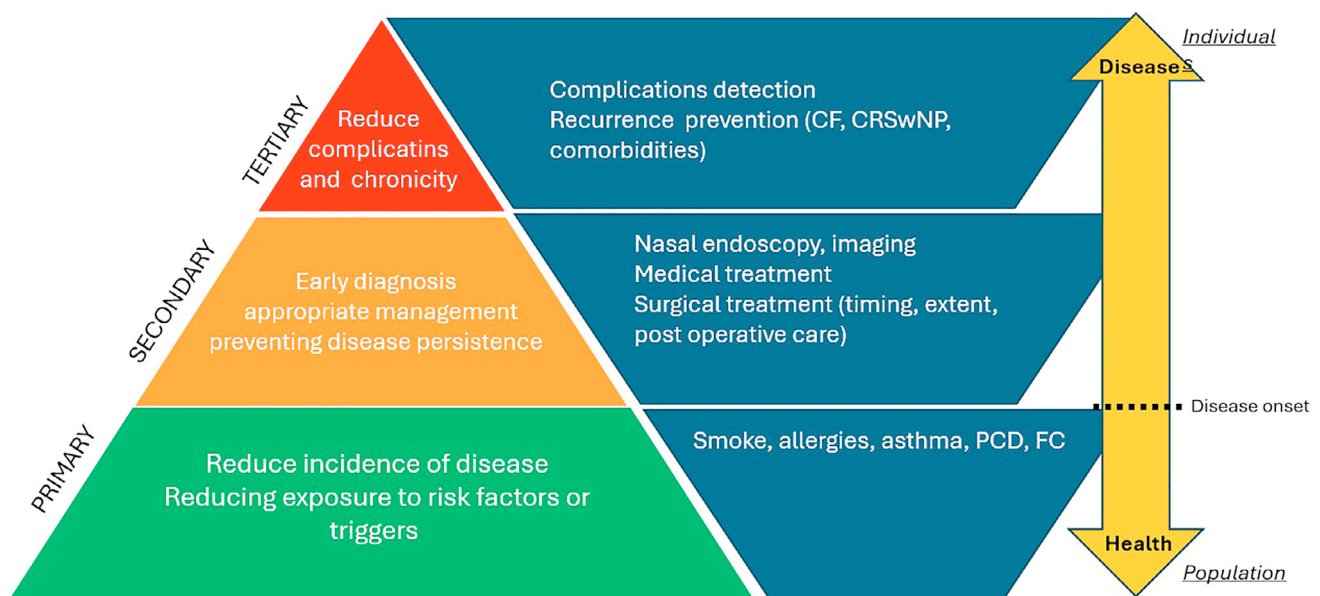 TERTIARY
Reduce
complicatins
and chronicity
Complications detection
Recurrence prevention (CF, CRSwNP,
comorbidities)
Individual
s
Disease
SECONDARY
Early diagnosis
appropriate management
preventing disease persistence
Nasal endoscopy, imaging
Medical treatment
Surgical treatment (timing, extent,
post operative care)
Disease onset
PRIMARY
Reduce incidence of disease
Reducing exposure to risk factors or
triggers
Smoke, allergies, asthma, PCD, FC
Health
Population